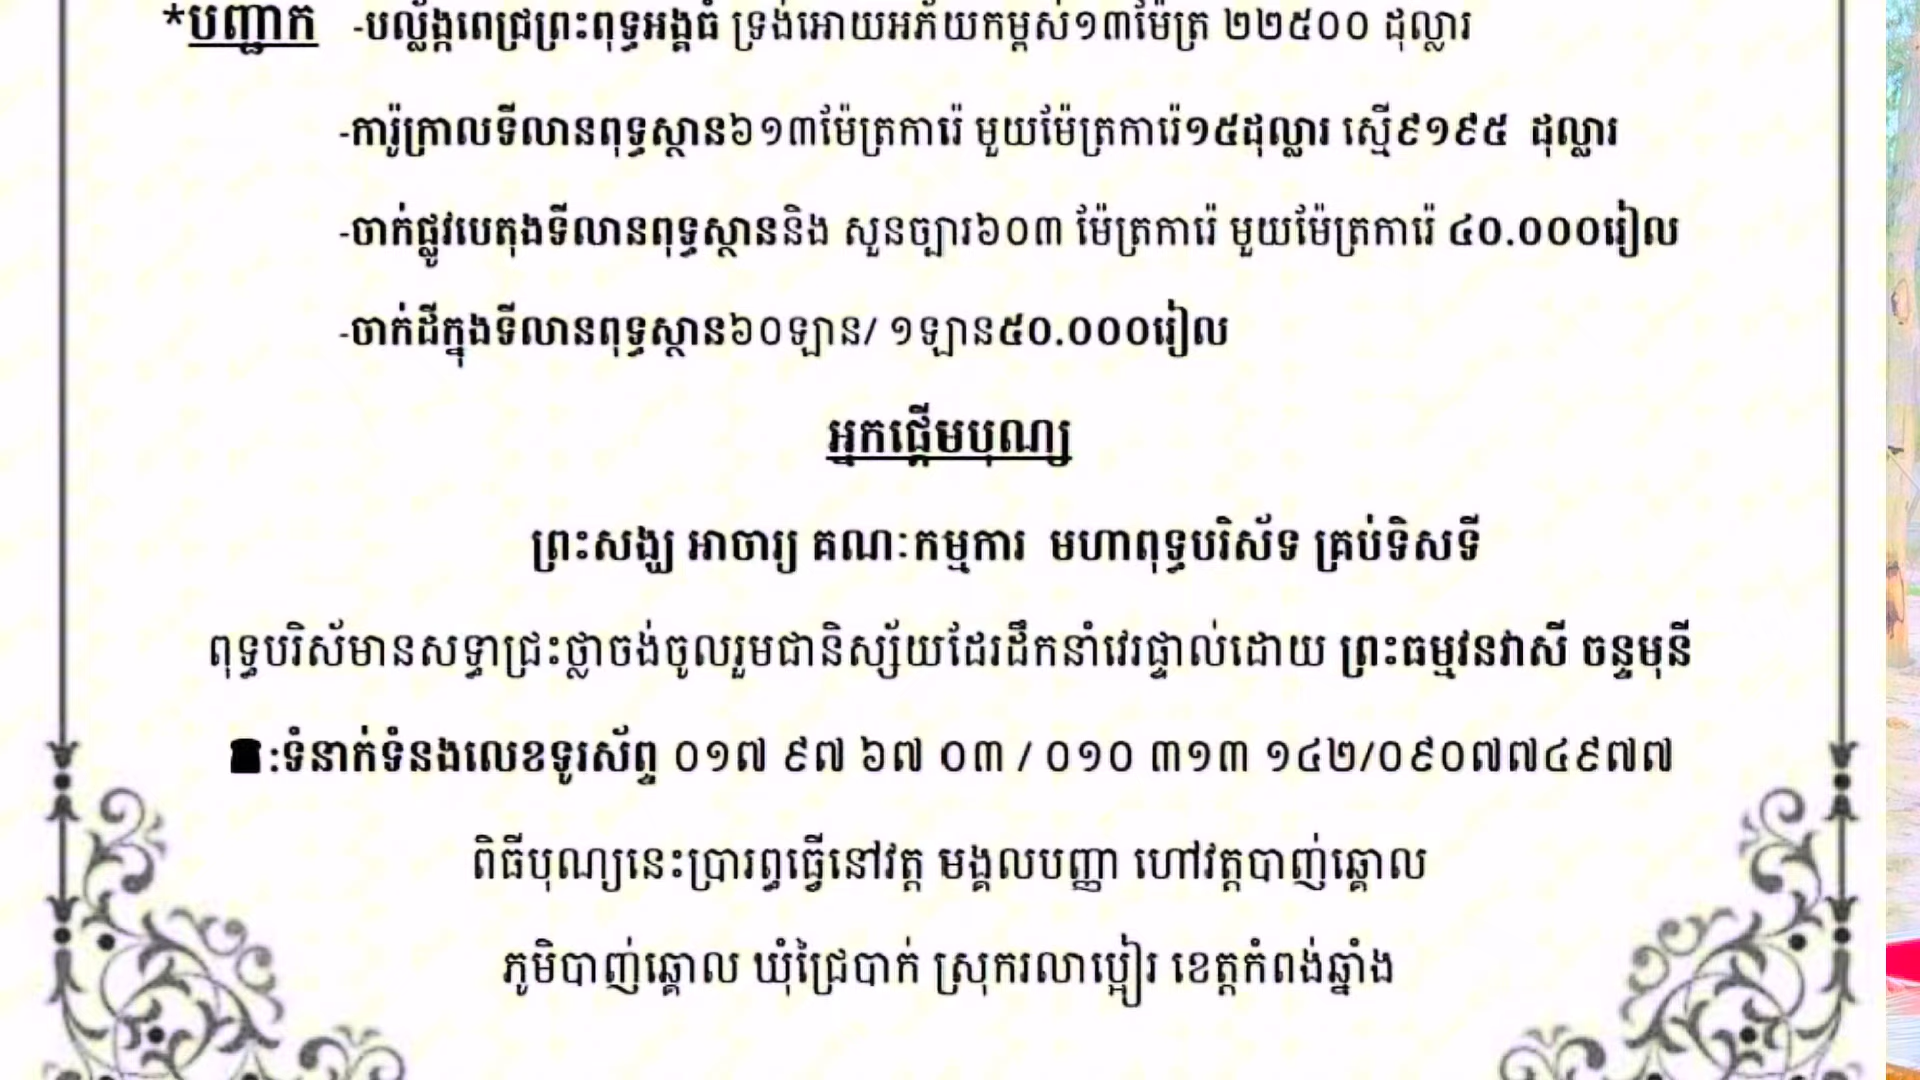 *បញ្ជាក់ -បល្ល័ង្កពេជ្រព្រះពុទ្ធអង្គធំ ទ្រង់អោយអភ័យកម្ពស់១៣ម៉ែត្រ ២២៥០០ ដុល្លារ
-ការ៉ូក្រាលទីលានពុទ្ធស្ថាន៦១៣ម៉ែត្រការ៉េ មួយម៉ែត្រការ៉េ១៥ដុល្លារ ស្មើ៩១៩៥ ដុល្លារ
-ចាក់ផ្លូវបេតុងទីលានពុទ្ធស្ថាននិង សួនច្បារ៦០៣ ម៉ែត្រការ៉េ មួយម៉ែត្រការ៉េ ៤០.០០០រៀល
-ចាក់ដីក្នុងទីលានពុទ្ធស្ថាន៦០ឡាន/ ១ឡាន៥០.០០០រៀល
អ្នកផ្តើមបុណ្យ
ព្រះសង្ឃ អាចារ្យ គណៈកម្មការ មហាពុទ្ធបរិស័ទ គ្រប់ទិសទី
ពុទ្ធបរិស័មានសទ្ធាជ្រះថ្លាចង់ចូលរួមជានិស្ស័យដែរដឹកនាំវេរផ្ទាល់ដោយ ព្រះធម្មវនវាសី ចន្ទមុនី
☎:ទំនាក់ទំនងលេខទូរស័ព្ទ ០១៧ ៩៧ ៦៧ ០៣ / ០១០ ៣១៣ ១៤២/០៩០៧៧៤៩៧៧
ពិធីបុណ្យនេះប្រារព្ធធ្វើនៅវត្ត មង្គលបញ្ញា ហៅវត្តបាញ់ឆ្គោល
ភូមិបាញ់ឆ្គោល ឃុំជ្រៃបាក់ ស្រុករលាប្អៀរ ខេត្តកំពង់ឆ្នាំង